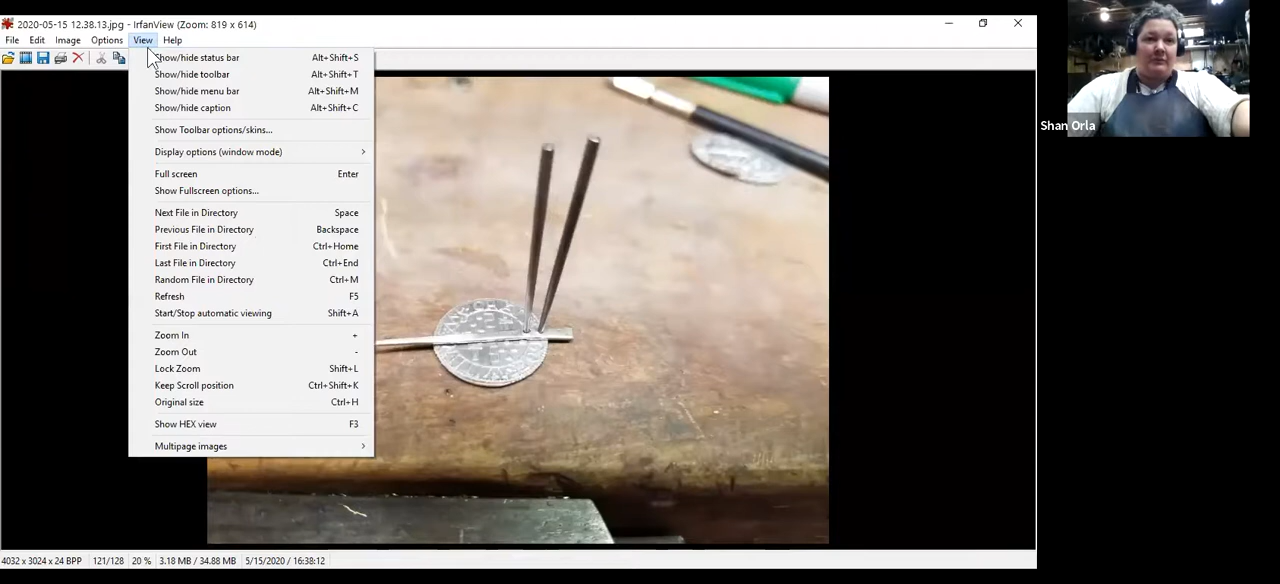 2020-05-15 12.38.13.jpg - IrfanView (Zoom: 819 x 614)
File Edit Image Options View Help
Show/hide status bar Alt+Shift+S
Show/hide toolbar Alt+Shift+T
Show/hide menu bar Alt+Shift+M
Show/hide caption Alt+Shift+C
Show Toolbar options/skins...
Display options (window mode)
Full screen Enter
Show Fullscreen options...
Next File in Directory Space
Previous File in Directory Backspace
First File in Directory Ctrl+Home
Last File in Directory Ctrl+End
Random File in Directory Ctrl+M
Refresh F5
Start/Stop automatic viewing Shift+A
Zoom In +
Zoom Out -
Lock Zoom Shift+L
Keep Scroll position Ctrl+Shift+K
Original size Ctrl+H
Show HEX view F3
Multipage images
4032 x 3024 x 24 BPP 121/128 20 % 3.18 MB / 34.88 MB 5/15/2020 / 16:38:12
Shan Orla